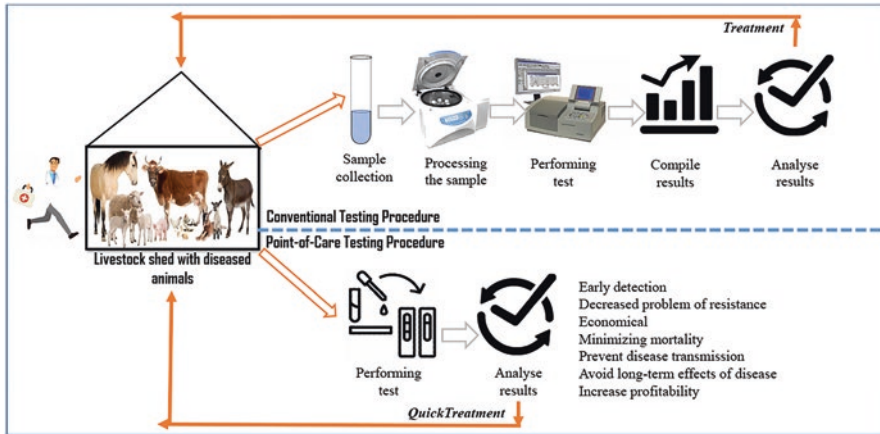 Treatment
Sample
collection
Processing
the sample
Performing
test
Compile
results
Analyse
results
Conventional Testing Procedure
Point-of-Care Testing Procedure
Livestock shed with diseased
animals
Performing
test
Analyse
results
Early detection
Decreased problem of resistance
Economical
Minimizing mortality
Prevent disease transmission
Avoid long-term effects of disease
Increase profitability
QuickTreatment